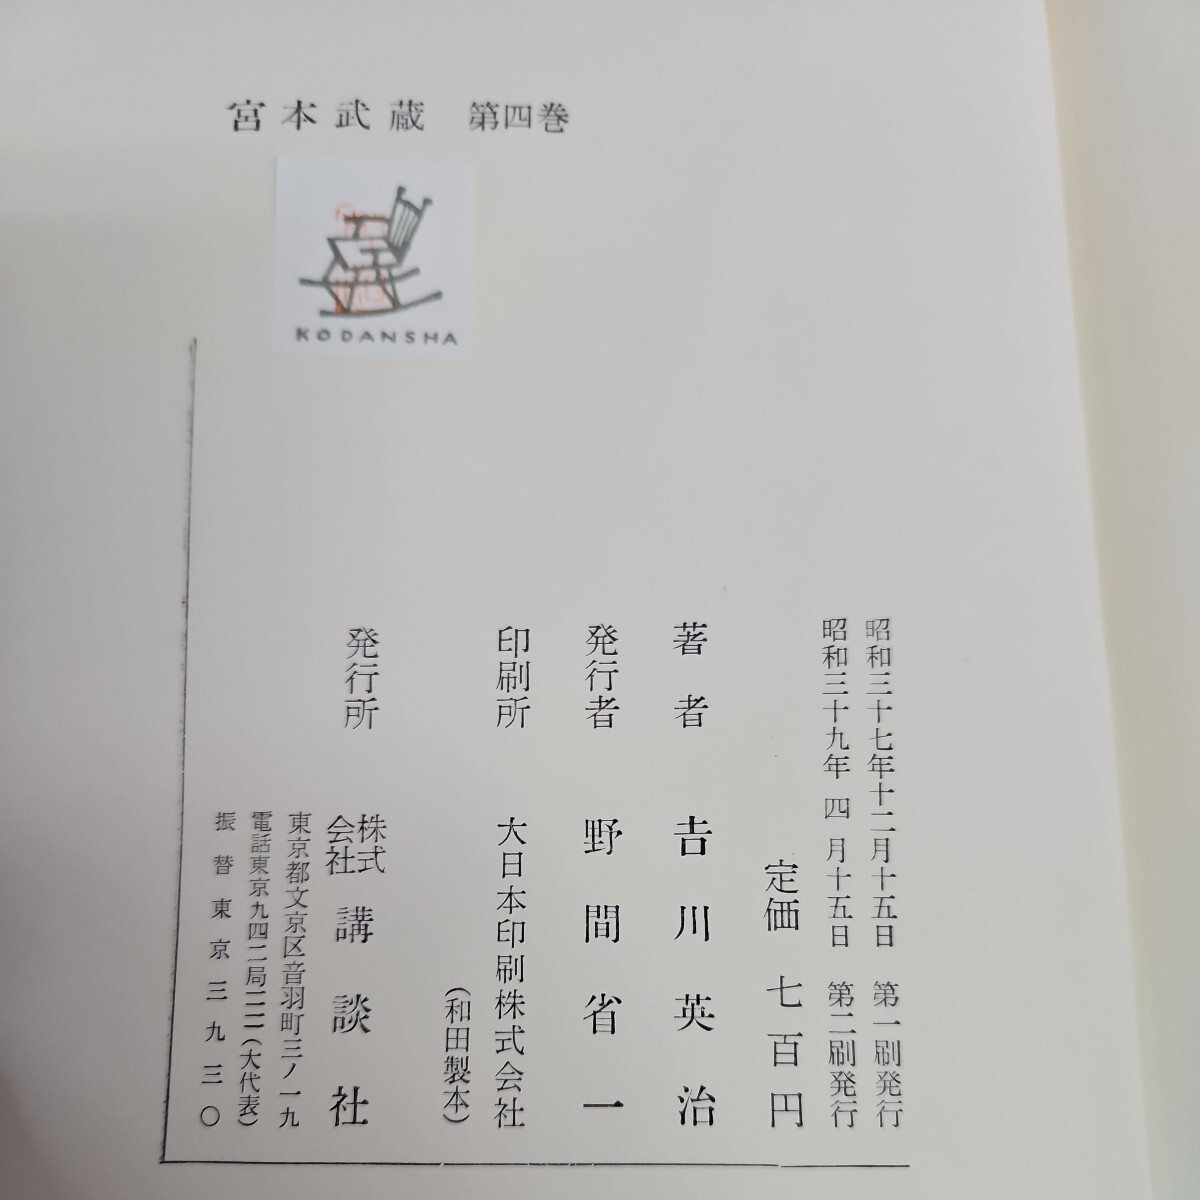 宮本武蔵 第四巻
KODANSHA
昭和三十七年十二月十五日 第一刷発行
昭和三十九年四月十五日 第二刷発行
定価 七百円
著者 吉川英治
発行者 野間省一
印刷所 大日本印刷株式会社
(和田製本)
発行所 株式会社 講談社
東京都文京区音羽町三ノ一九
電話東京九四二局一一一一(大代表)
振替東京三九三〇